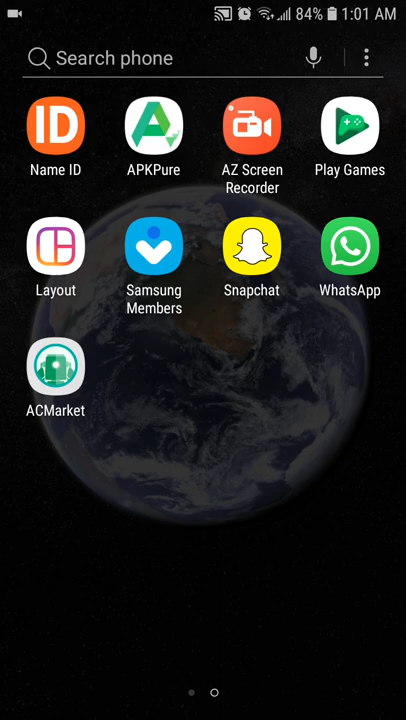 84% 1:01 AM
Search phone
ID
Name ID
APKPure
AZ Screen
Recorder
Play Games
Layout
Samsung
Members
Snapchat
WhatsApp
ACMarket